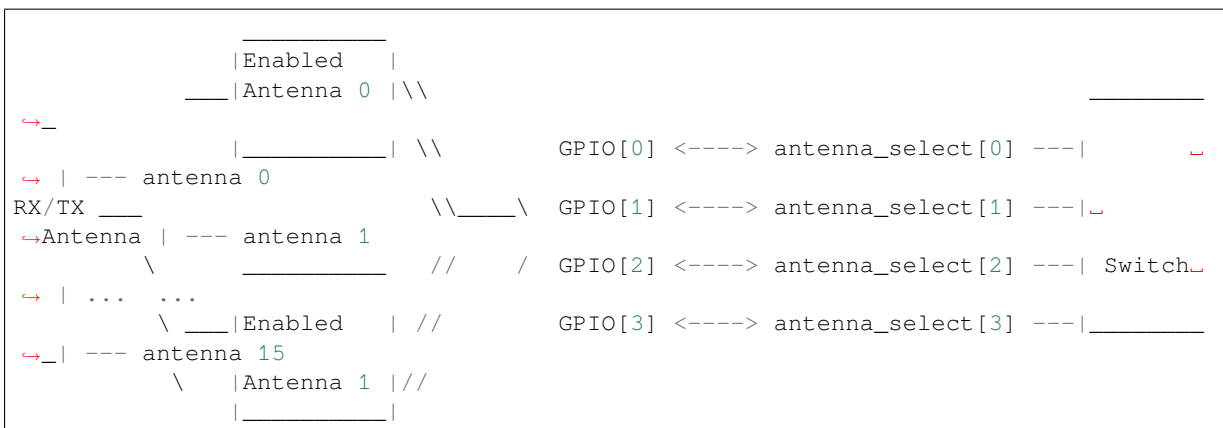 __________
                   |Enabled   |
                ___|Antenna 0 |\\                                                         ________
↪_
                   |__________| \\         GPIO[0] <----> antenna_select[0] ---|        ␣
↪ | --- antenna 0
RX/TX ___                        \\____\  GPIO[1] <----> antenna_select[1] ---|␣
↪Antenna | --- antenna 1
           \       __________   //    /  GPIO[2] <----> antenna_select[2] ---| Switch␣
↪ | ...  ...
            \ ___|Enabled   | //         GPIO[3] <----> antenna_select[3] ---|________
↪_| --- antenna 15
             \   |Antenna 1 |//
                 |__________|